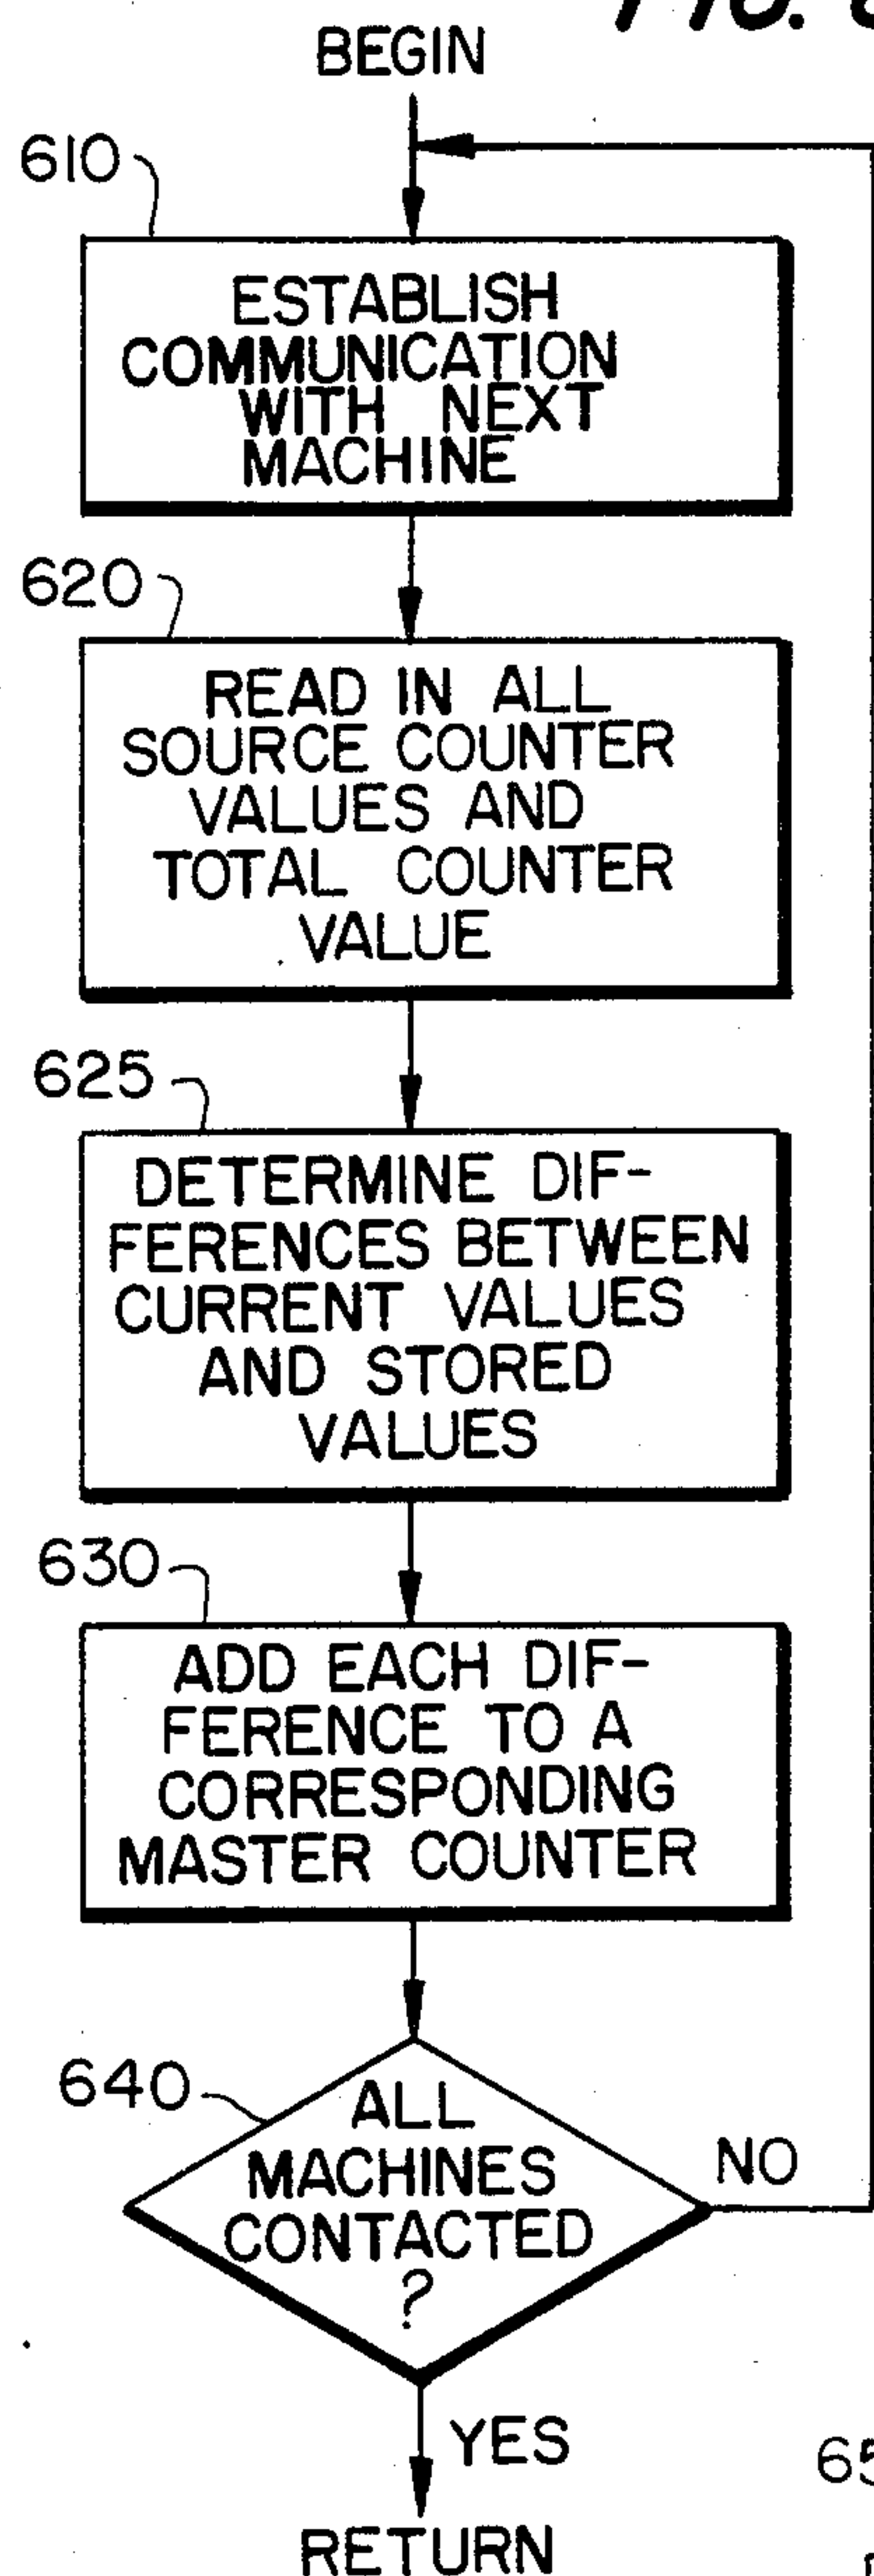 FIG.
BEGIN
610
ESTABLISH
COMMUNICATION
WITH NEXT
MACHINE
620
READ IN ALL
SOURCE COUNTER
VALUES AND
TOTAL COUNTER
VALUE
625
DETERMINE DIF-
FERENCES BETWEEN
CURRENT VALUES
AND STORED
VALUES
630
ADD EACH DIF-
FERENCE TO A
CORRESPONDING
MASTER COUNTER
640
ALL
MACHINES
CONTACTED
?
NO
YES
RETURN